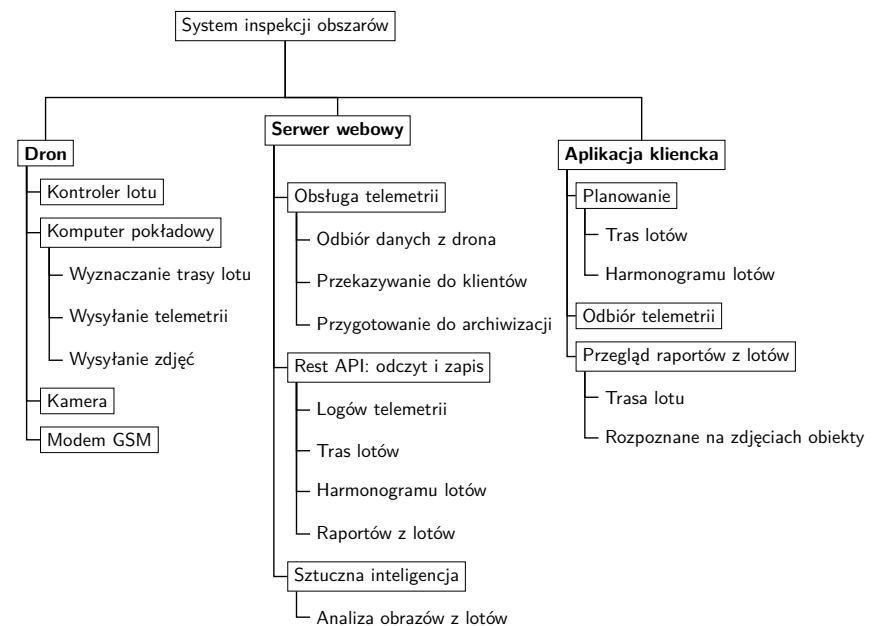 System inspekcji obszarów
Dron
Kontroler lotu
Komputer pokładowy
Wyznaczanie trasy lotu
Wysyłanie telemetrii
Wysyłanie zdjęć
Kamera
Modem GSM
Serwer webowy
Obsługa telemetrii
Odbiór danych z drona
Przekazywanie do klientów
Przygotowanie do archiwizacji
Rest API: odczyt i zapis
Logów telemetrii
Tras lotów
Harmonogramu lotów
Raportów z lotów
Sztuczna inteligencja
Analiza obrazów z lotów
Aplikacja kliencka
Planowanie
Tras lotów
Harmonogramu lotów
Odbiór telemetrii
Przegląd raportów z lotów
Trasa lotu
Rozpoznane na zdjęciach obiekty